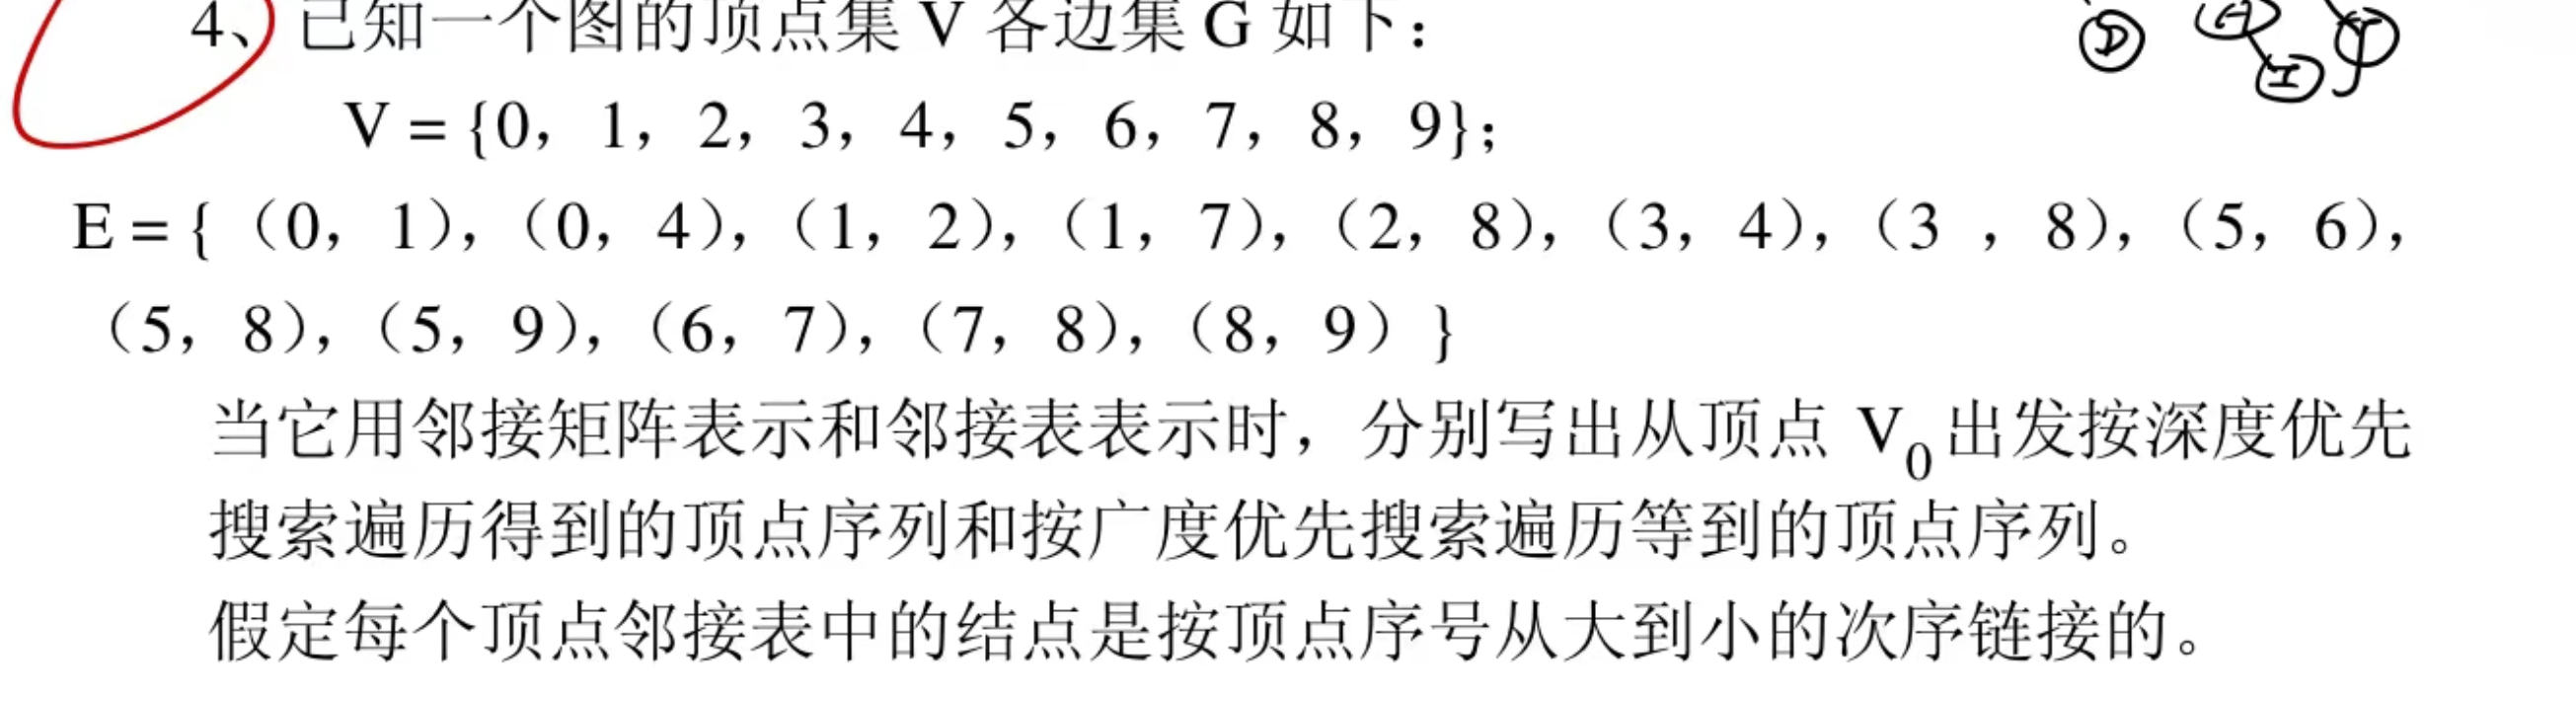 4、已知一个图的顶点集 V 各边集 G 如下：
D
I
V = {0，1，2，3，4，5，6，7，8，9}；
E = {（0，1），（0，4），（1，2），（1，7），（2，8），（3，4），（3 ，8），（5，6），
（5，8），（5，9），（6，7），（7，8），（8，9）}
当它用邻接矩阵表示和邻接表表示时，分别写出从顶点 V0 出发按深度优先
搜索遍历得到的顶点序列和按广度优先搜索遍历等到的顶点序列。
假定每个顶点邻接表中的结点是按顶点序号从大到小的次序链接的。